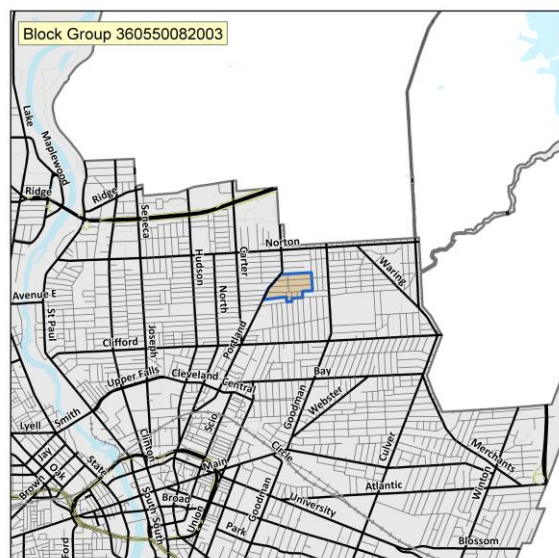 Block Group 360550082003
Lake
Maplewood
Ridge
Ridge
Seneca
Hudson
North
Carter
Norton
Waring
Avenue E
St Paul
Joseph
Portland
Clifford
Upper Falls
Cleveland
Central
Bay
Goodman
Webster
Culver
Smith
Scio
Lyell
Jay
Oak
Brown
State
Clinton
Main
Circle
Merchants
Winton
Atlantic
University
Broad
South
South
Union
Goodman
Park
Blossom
ford